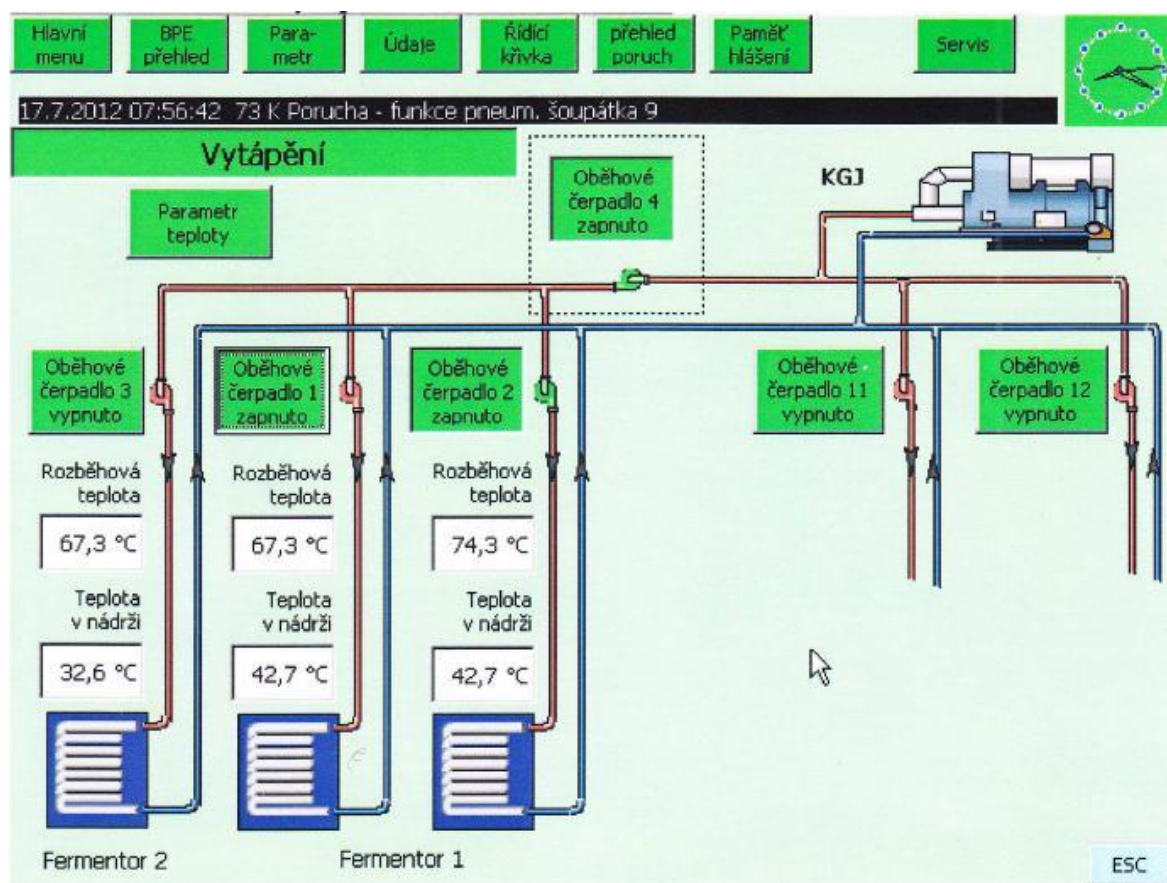 Hlavní
menu
BPE
přehled
Para-
metr
Údaje
Řídící
křivka
přehled
poruch
Paměť
hlášení
Servis
17.7.2012 07:56:42 73 K Porucha - funkce pneum. šoupátka 9
Vytápění
Parametr
teploty
Oběhové
čerpadlo 4
zapnuto
KGJ
Oběhové
čerpadlo 3
vypnuto
Oběhové
čerpadlo 1
zapnuto
Oběhové
čerpadlo 2
zapnuto
Oběhové
čerpadlo 11
vypnuto
Oběhové
čerpadlo 12
vypnuto
Rozběhová
teplota
67,3 °C
Teplota
v nádrži
32,6 °C
Rozběhová
teplota
67,3 °C
Teplota
v nádrži
42,7 °C
Rozběhová
teplota
74,3 °C
Teplota
v nádrži
42,7 °C
Fermentor 2
Fermentor 1
ESC